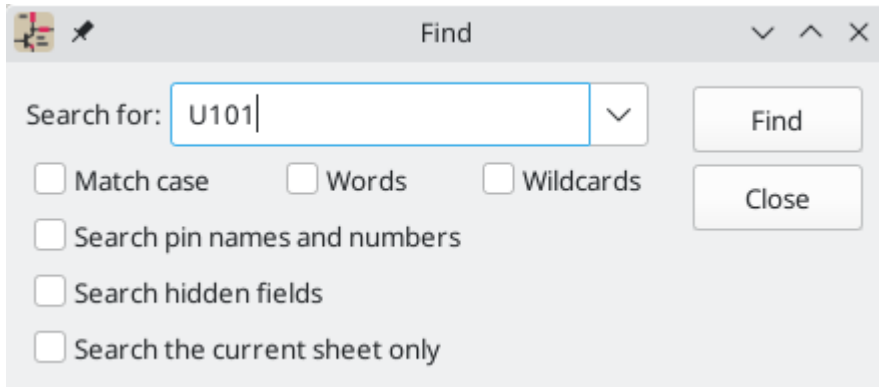 Find
Search for: U101
Find
Match case Words Wildcards
Close
Search pin names and numbers
Search hidden fields
Search the current sheet only